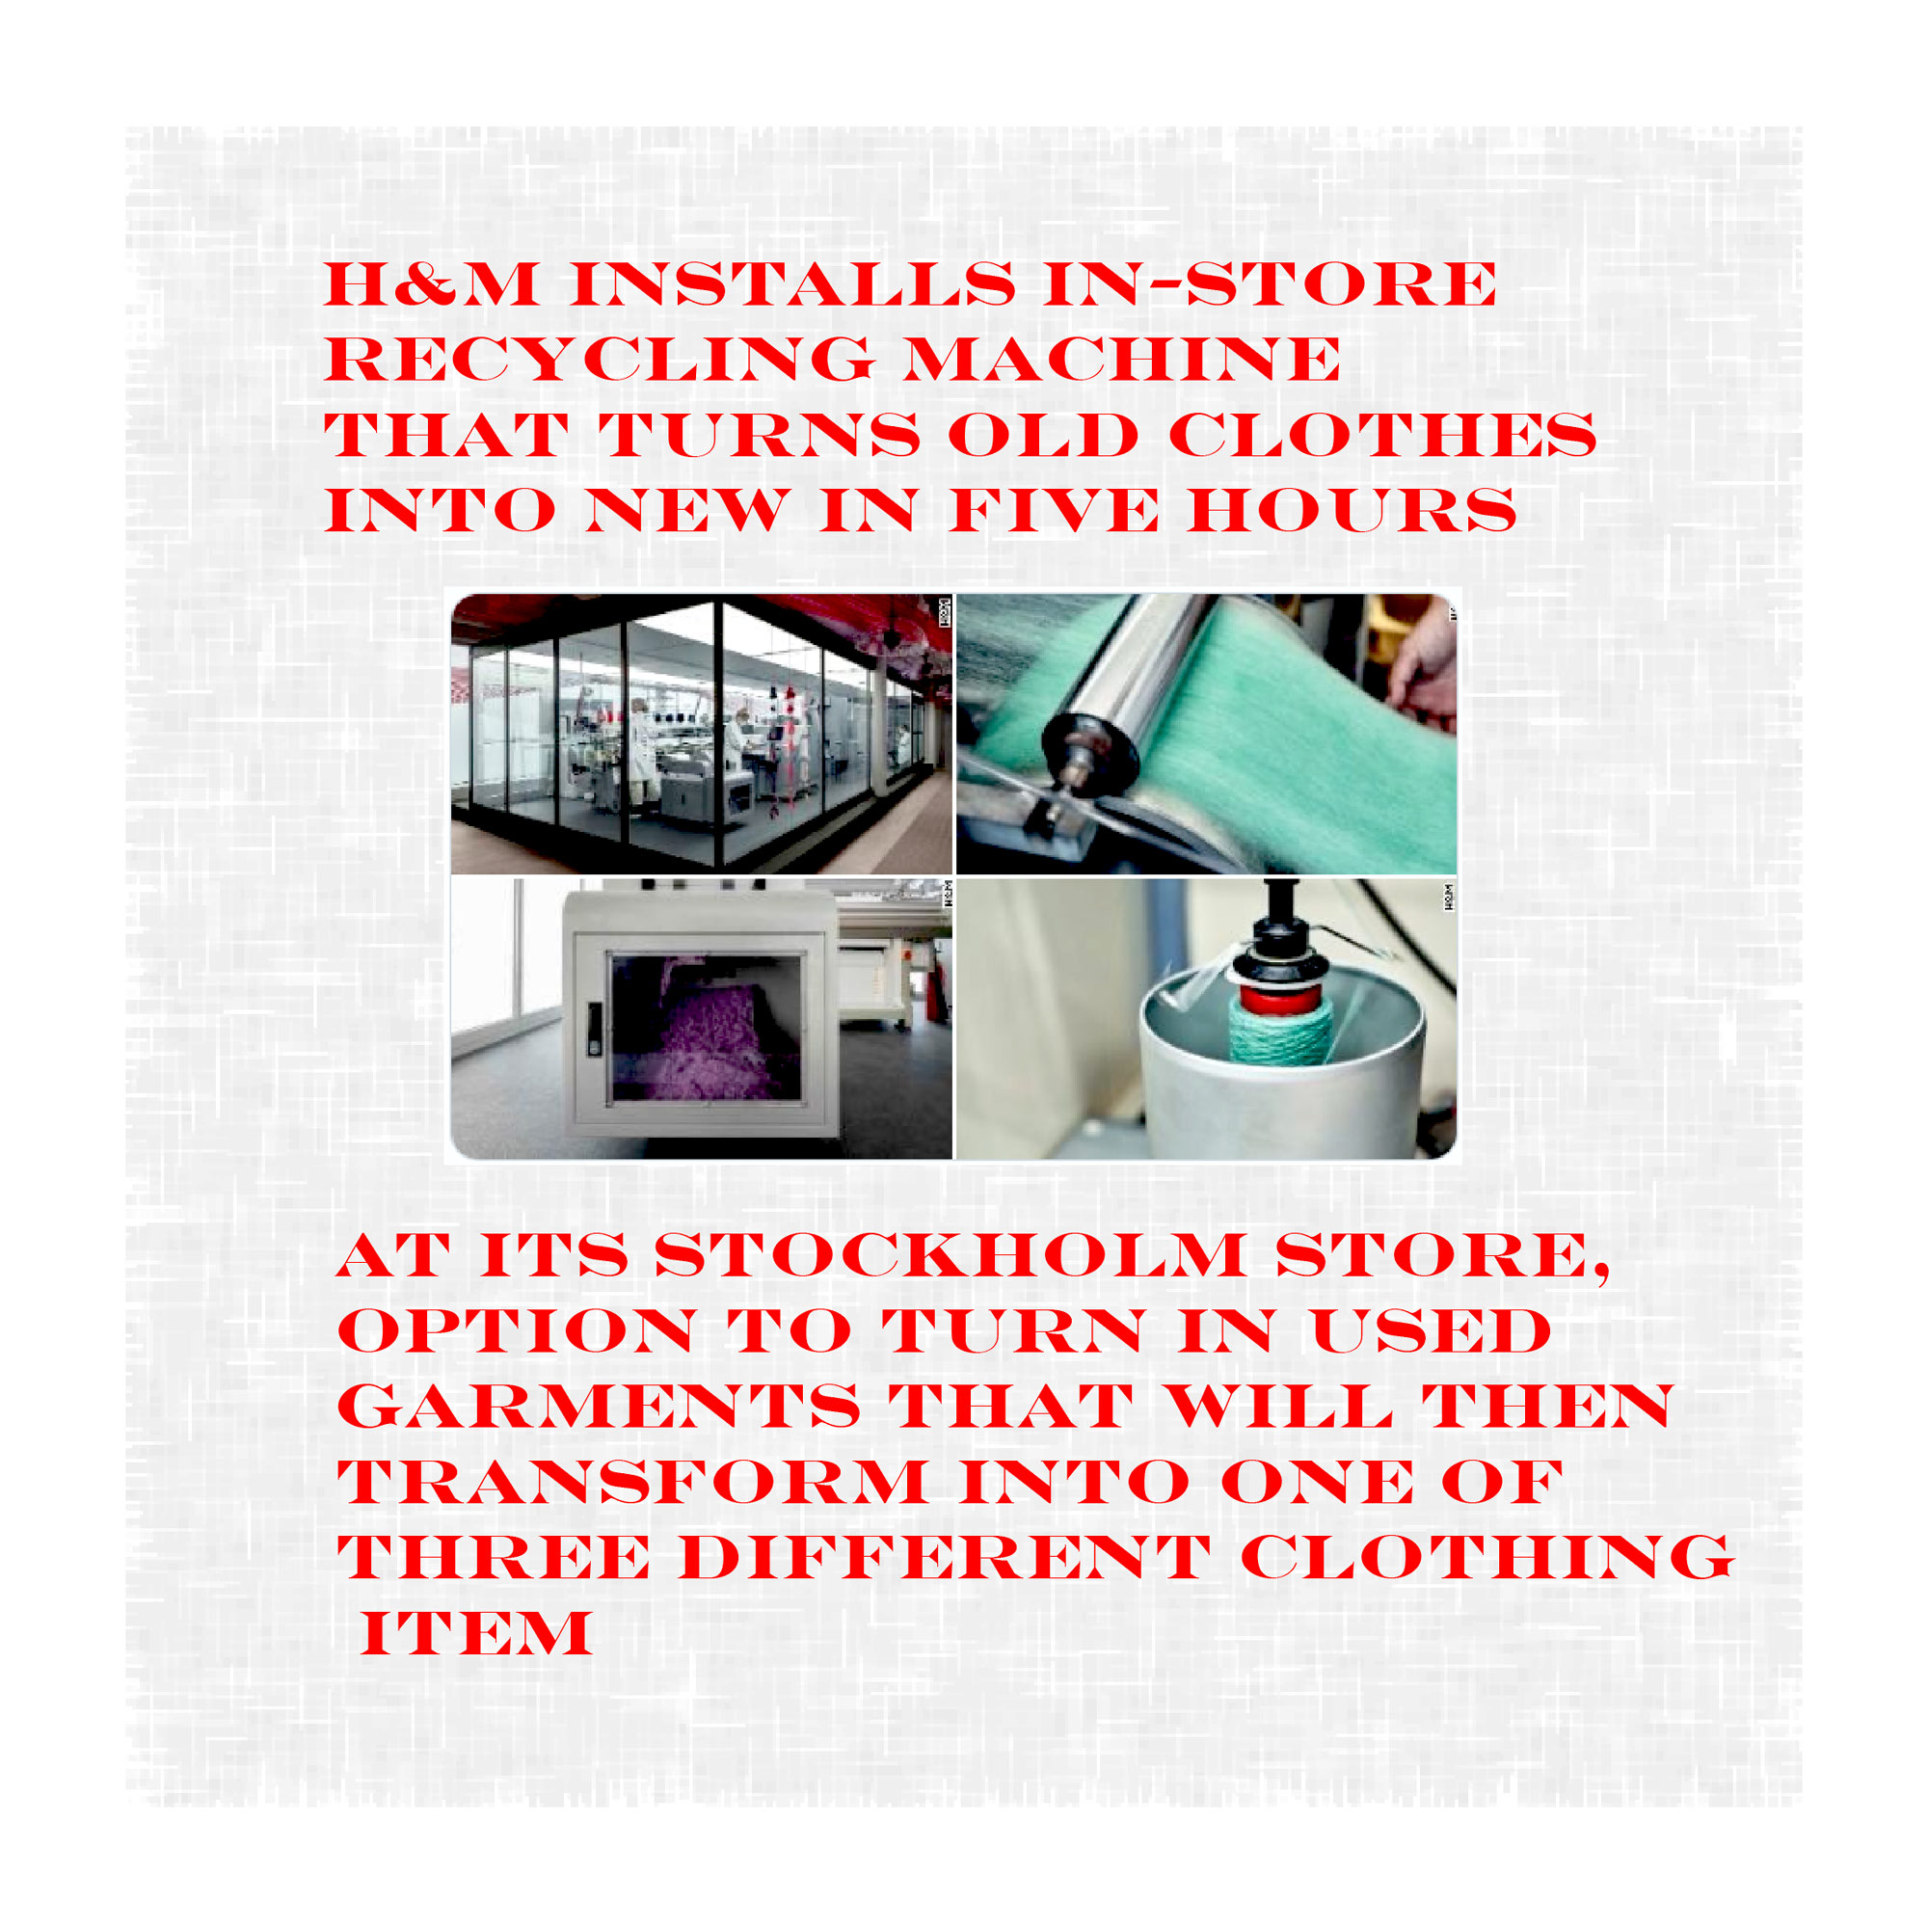 H&M INSTALLS IN-STORE
RECYCLING MACHINE
THAT TURNS OLD CLOTHES
INTO NEW IN FIVE HOURS
H&M
H&M
H&M
AT ITS STOCKHOLM STORE,
OPTION TO TURN IN USED
GARMENTS THAT WILL THEN
TRANSFORM INTO ONE OF
THREE DIFFERENT CLOTHING
ITEM